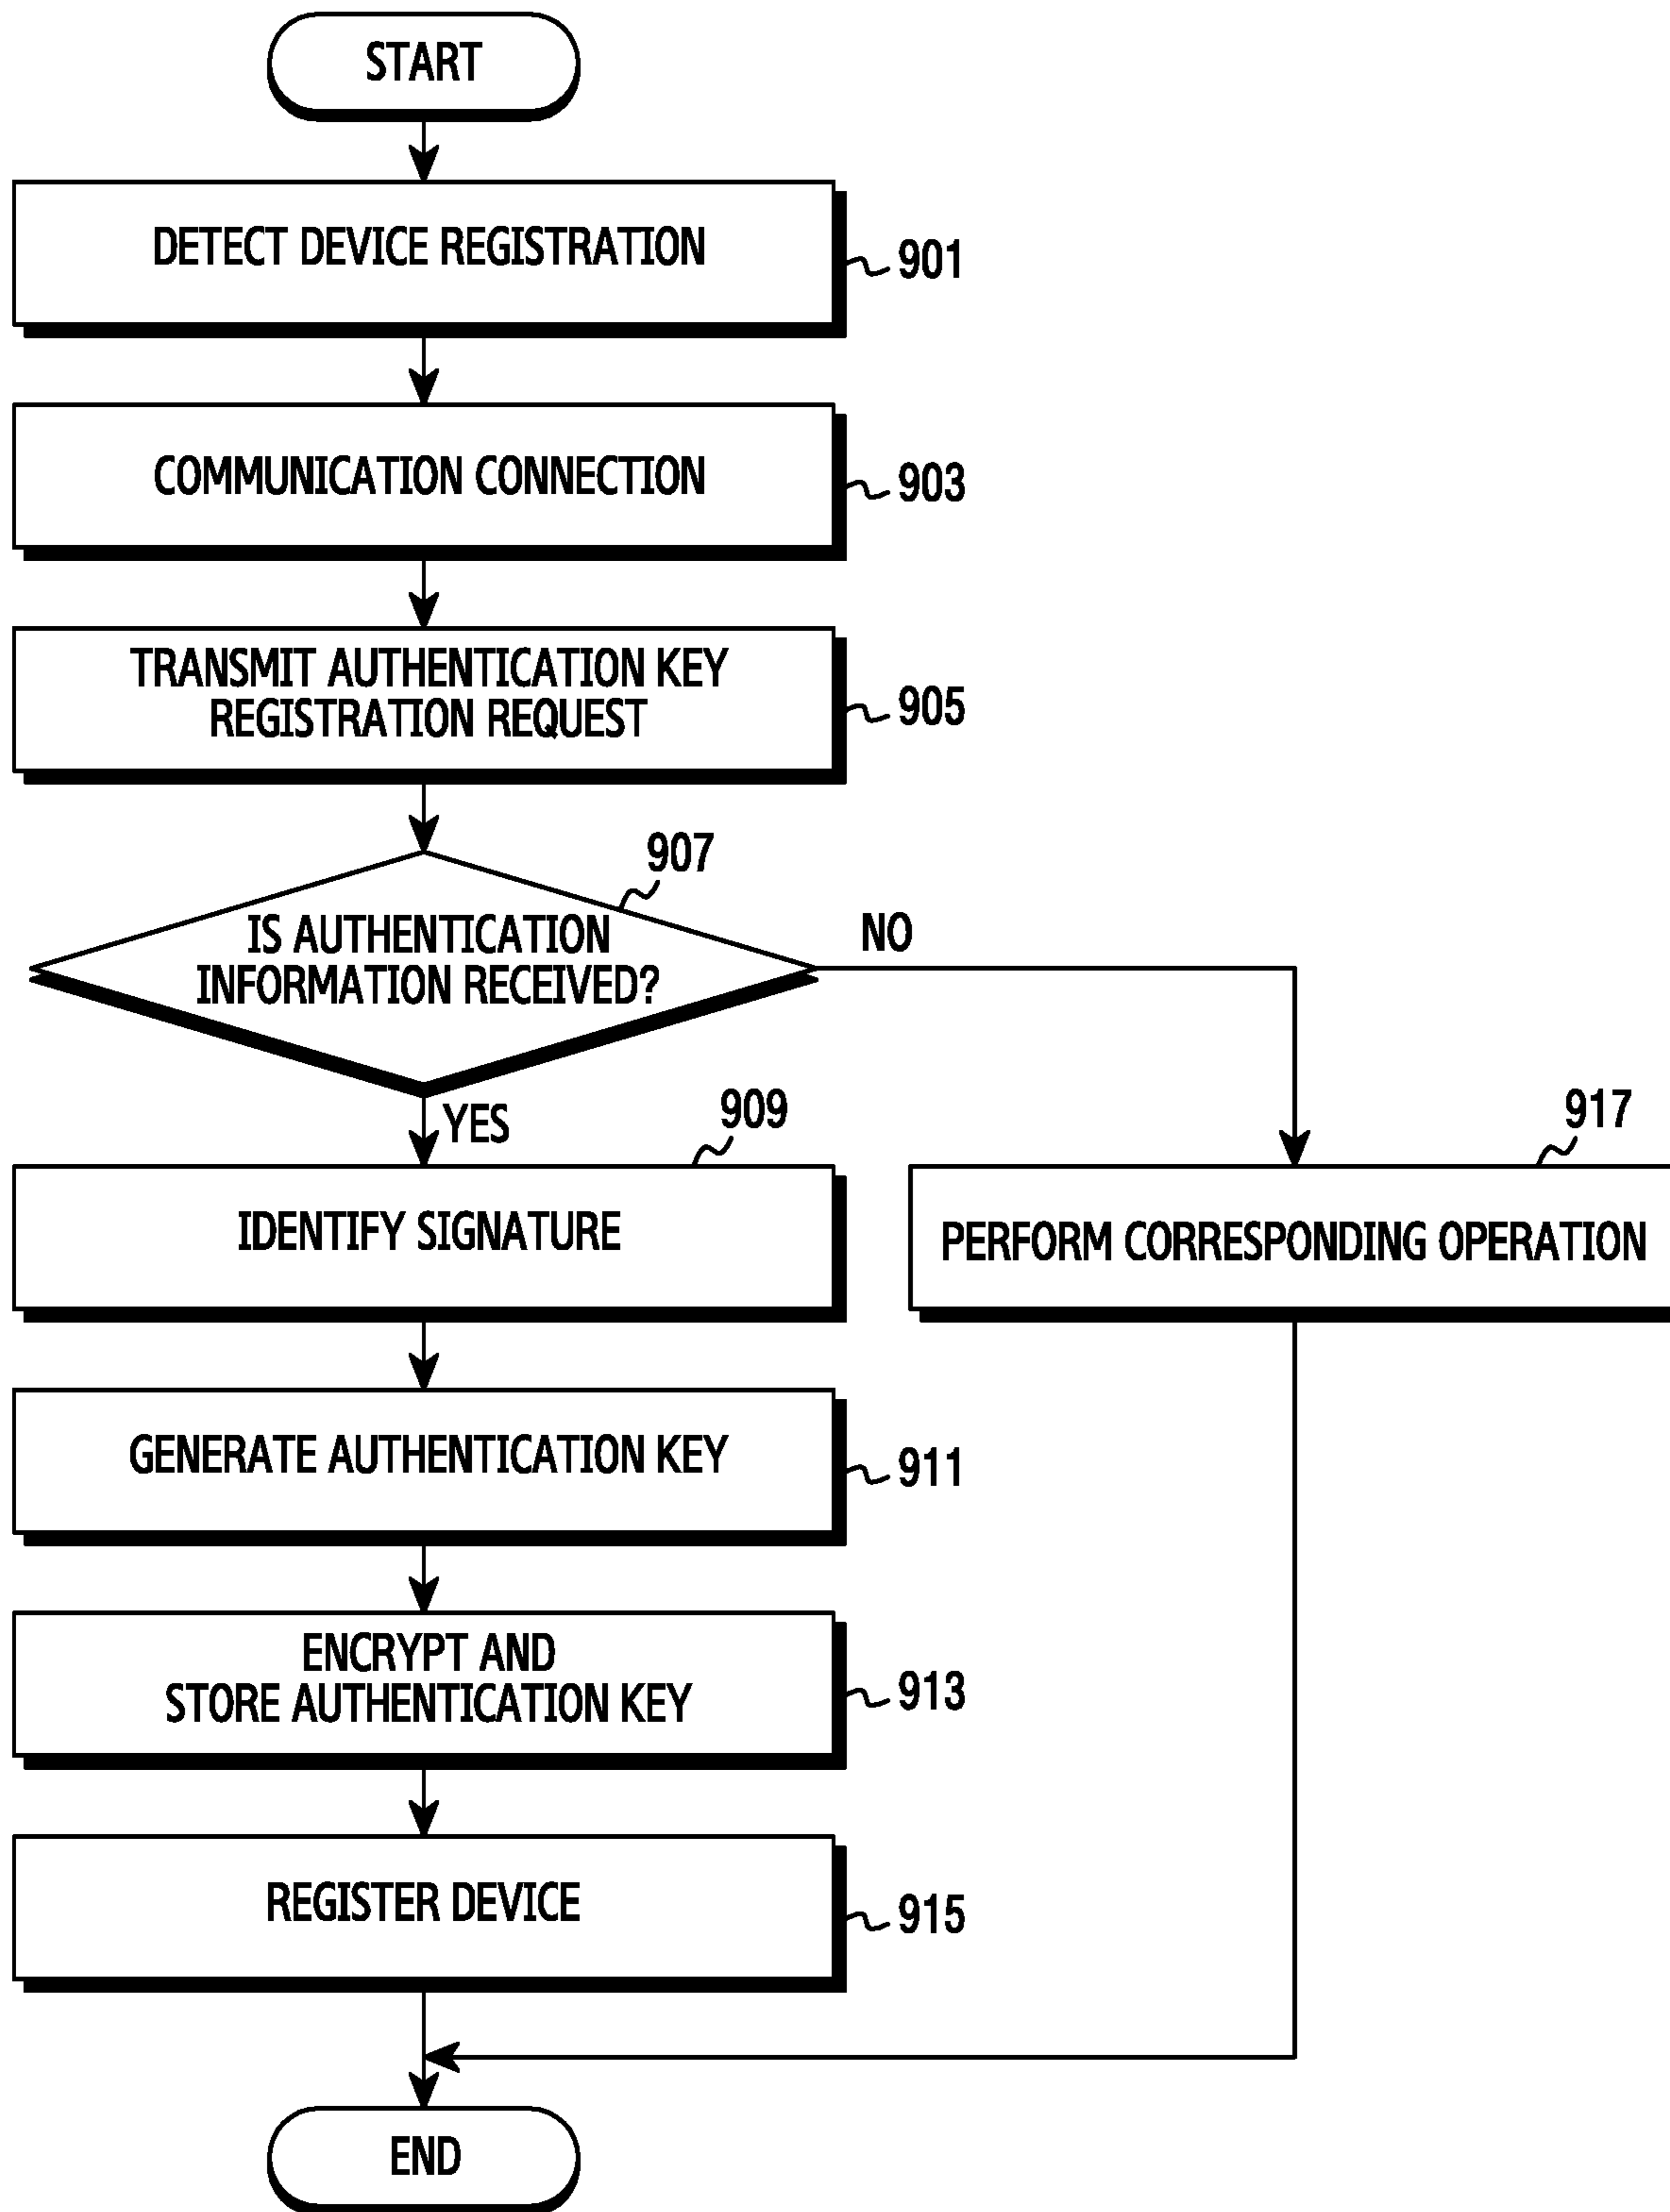 START
DETECT DEVICE REGISTRATION
901
COMMUNICATION CONNECTION
903
TRANSMIT AUTHENTICATION KEY
REGISTRATION REQUEST
905
907
IS AUTHENTICATION
INFORMATION RECEIVED?
NO
YES
909
IDENTIFY SIGNATURE
917
PERFORM CORRESPONDING OPERATION
GENERATE AUTHENTICATION KEY
911
ENCRYPT AND
STORE AUTHENTICATION KEY
913
REGISTER DEVICE
915
END